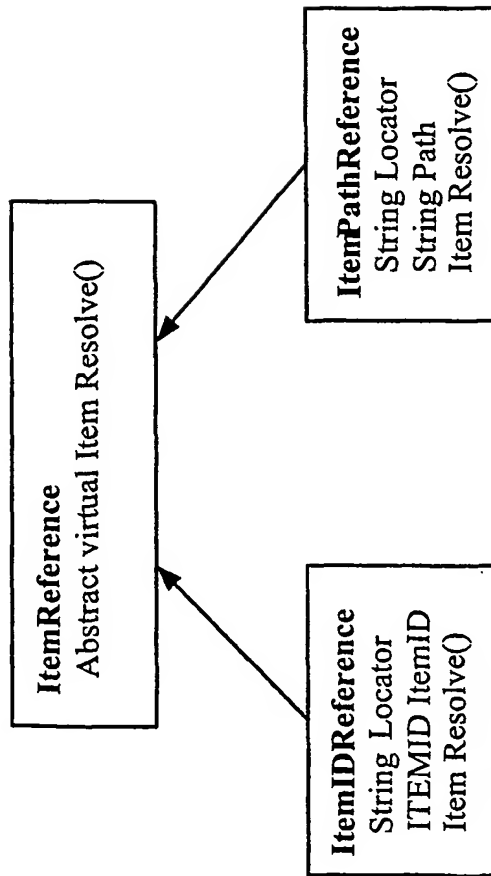 ItemReference
Abstract virtual Item Resolve()
ItemIDReference
String Locator
ITEMID ItemID
Item Resolve()
ItemPathReference
String Locator
String Path
Item Resolve()